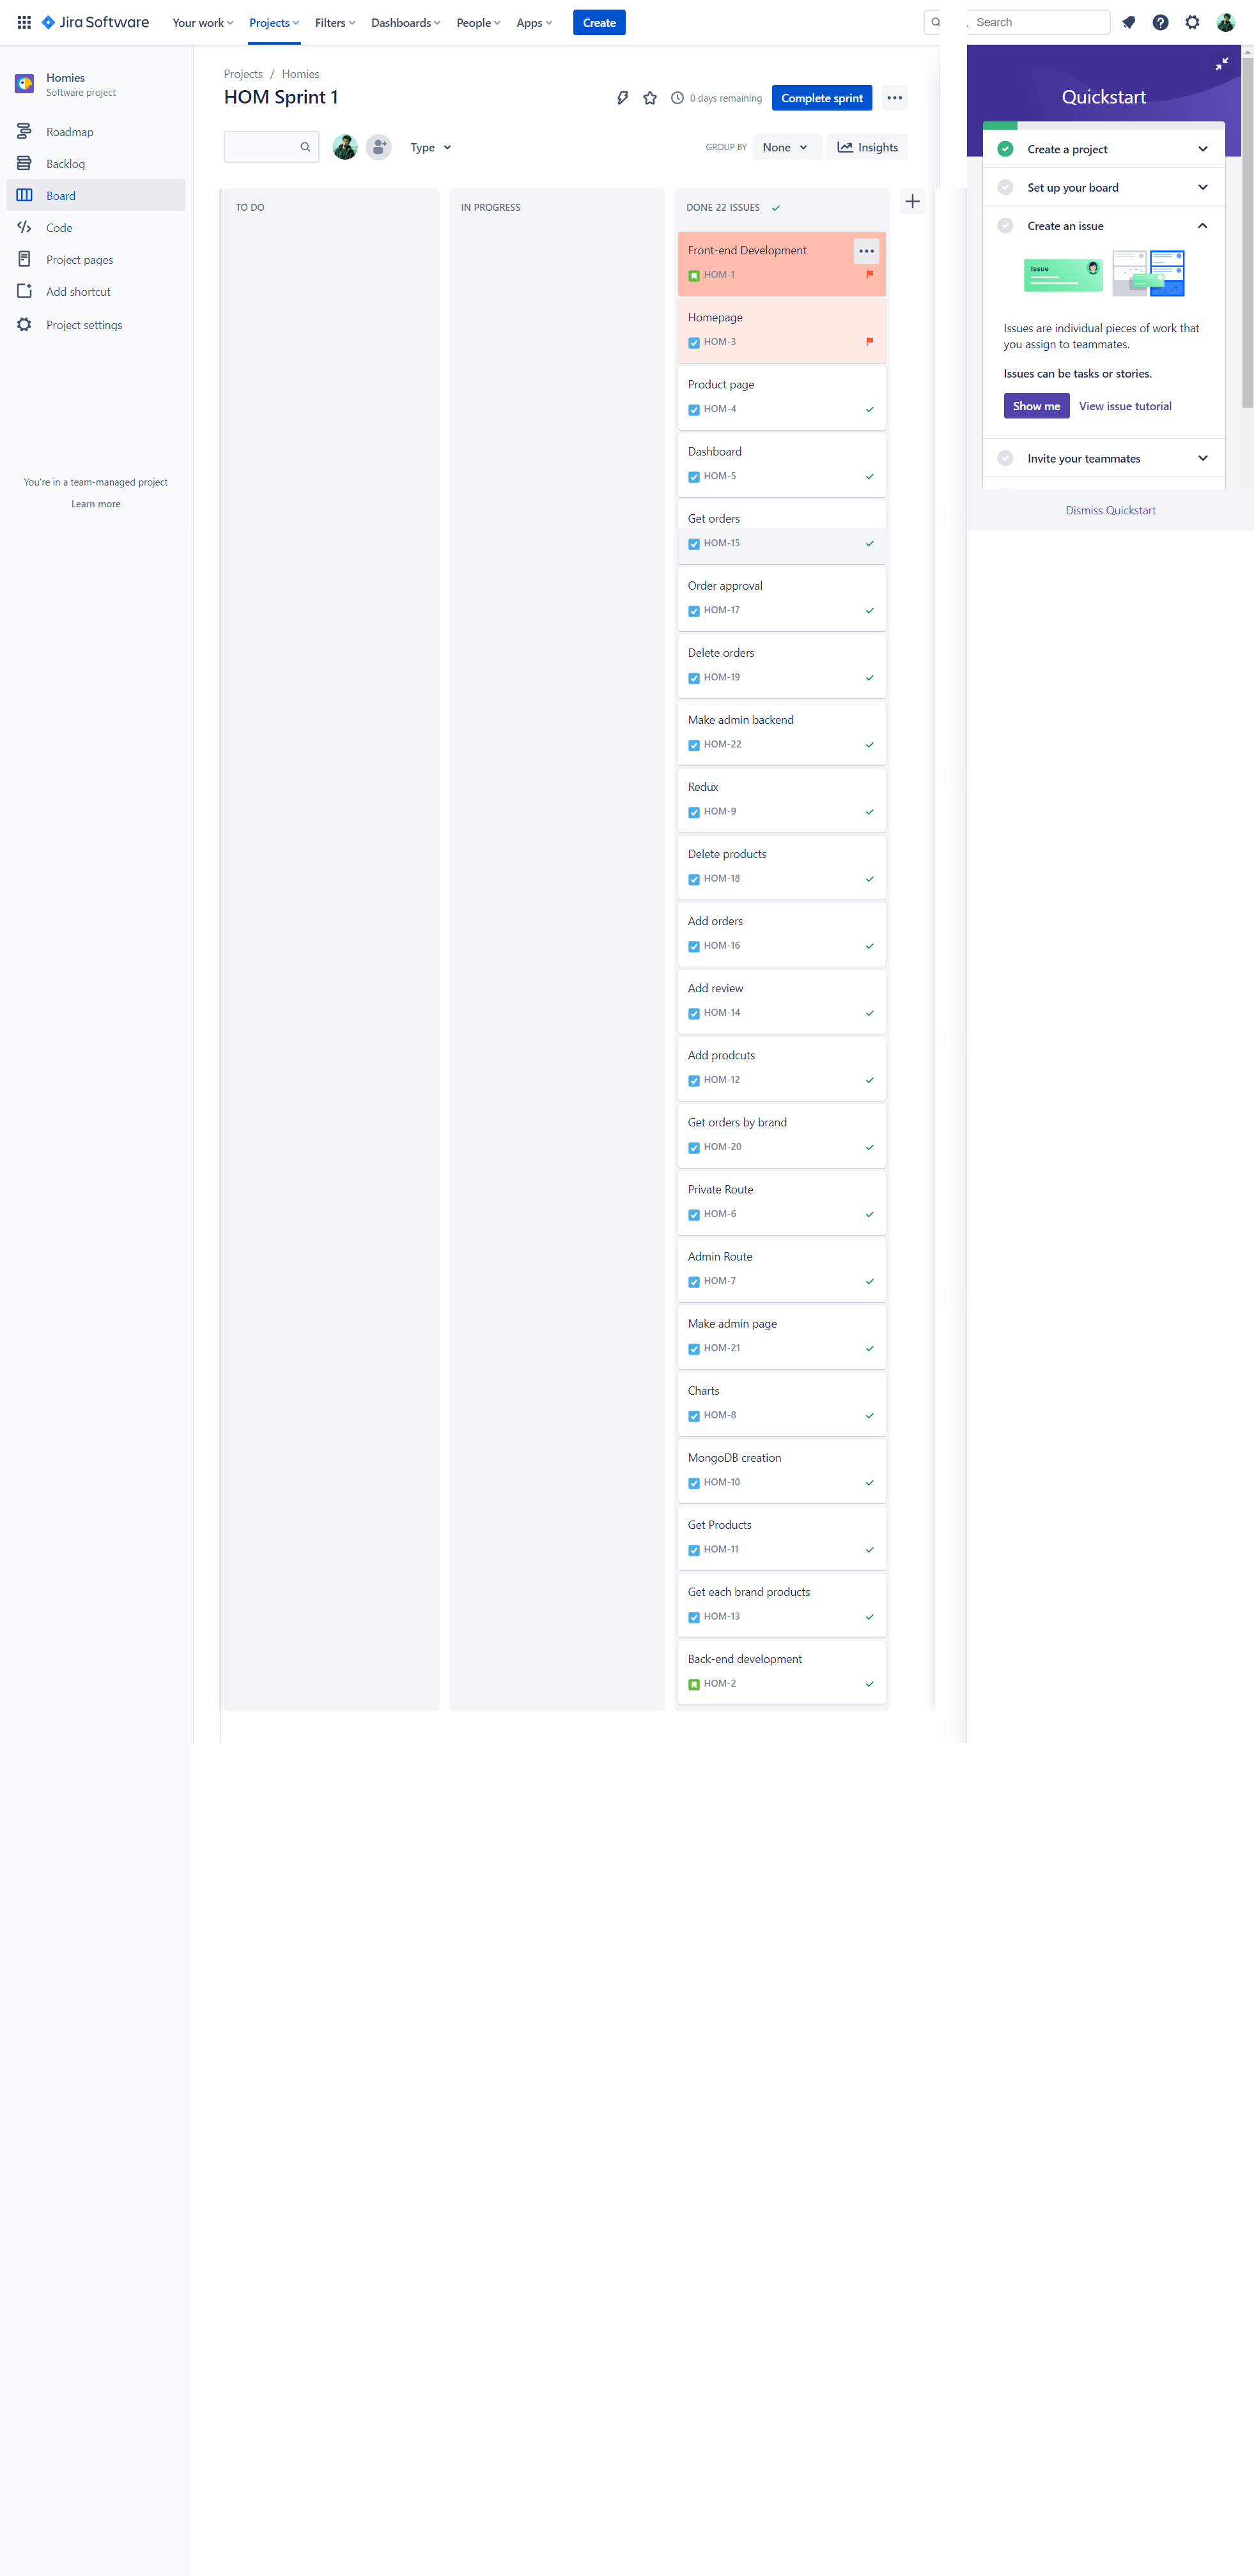 Jira Software
Your work
Projects
Filters
Dashboards
People
Apps
Create
Search
Homies
Software project
Roadmap
Backlog
Board
Code
Project pages
Add shortcut
Project settings
You're in a team-managed project
Learn more
Projects / Homies
HOM Sprint 1
0 days remaining
Complete sprint
Type
GROUP BY
None
Insights
TO DO
IN PROGRESS
DONE 22 ISSUES
Front-end Development
HOM-1
Homepage
HOM-3
Product page
HOM-4
Dashboard
HOM-5
Get orders
HOM-15
Order approval
HOM-17
Delete orders
HOM-19
Make admin backend
HOM-22
Redux
HOM-9
Delete products
HOM-18
Add orders
HOM-16
Add review
HOM-14
Add prodcuts
HOM-12
Get orders by brand
HOM-20
Private Route
HOM-6
Admin Route
HOM-7
Make admin page
HOM-21
Charts
HOM-8
MongoDB creation
HOM-10
Get Products
HOM-11
Get each brand products
HOM-13
Back-end development
HOM-2
Quickstart
Create a project
Set up your board
Create an issue
Issue
Issues are individual pieces of work that
you assign to teammates.
Issues can be tasks or stories.
Show me
View issue tutorial
Invite your teammates
Dismiss Quickstart